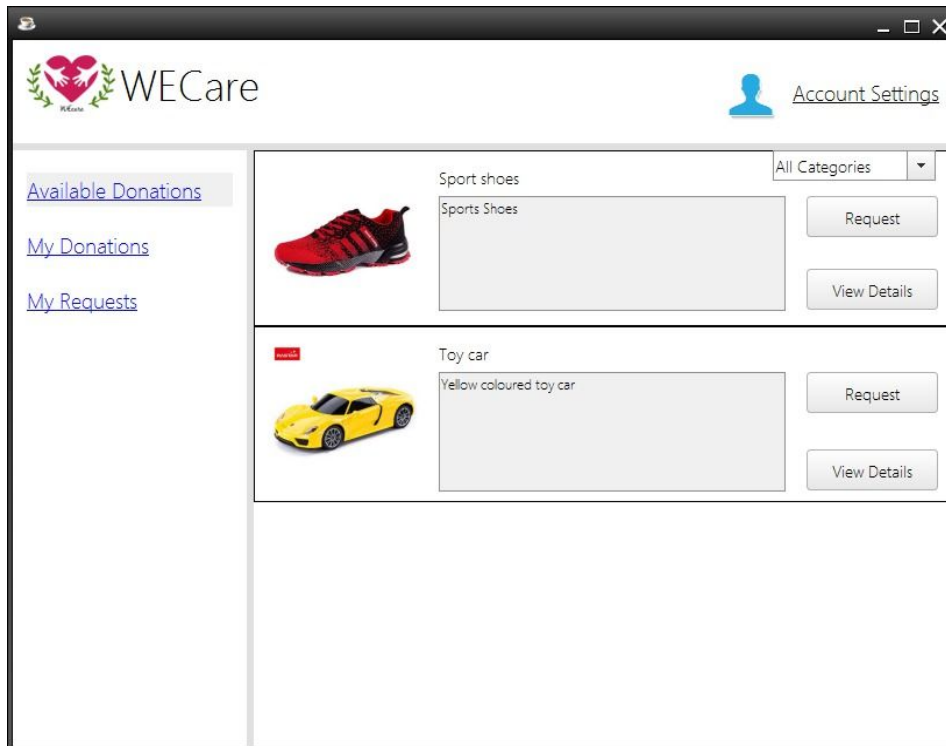 WECare
WEcare
Account Settings
Available Donations
My Donations
My Requests
All Categories
Sport shoes
Sports Shoes
Request
View Details
Toy car
Yellow coloured toy car
Request
View Details